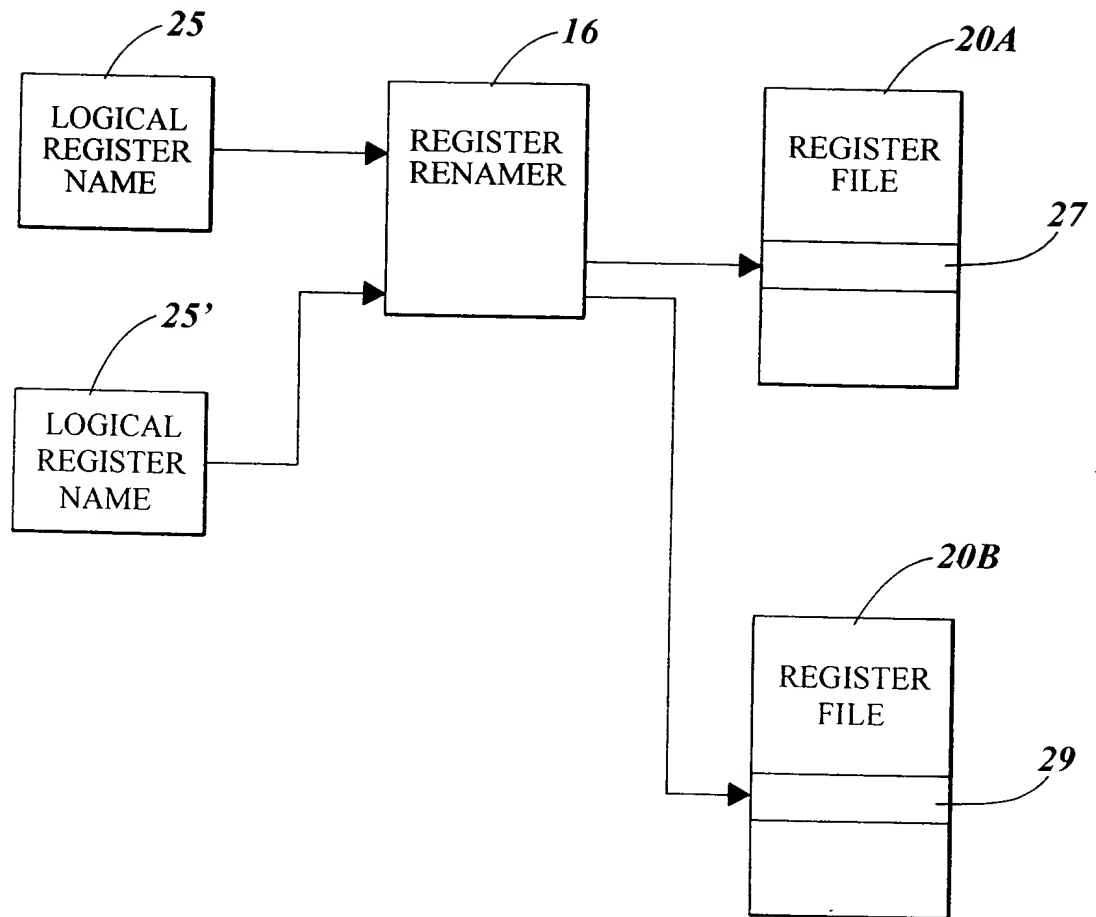 25
LOGICAL
REGISTER
NAME
16
REGISTER
RENAMER
20A
REGISTER
FILE
27
25’
LOGICAL
REGISTER
NAME
20B
REGISTER
FILE
29